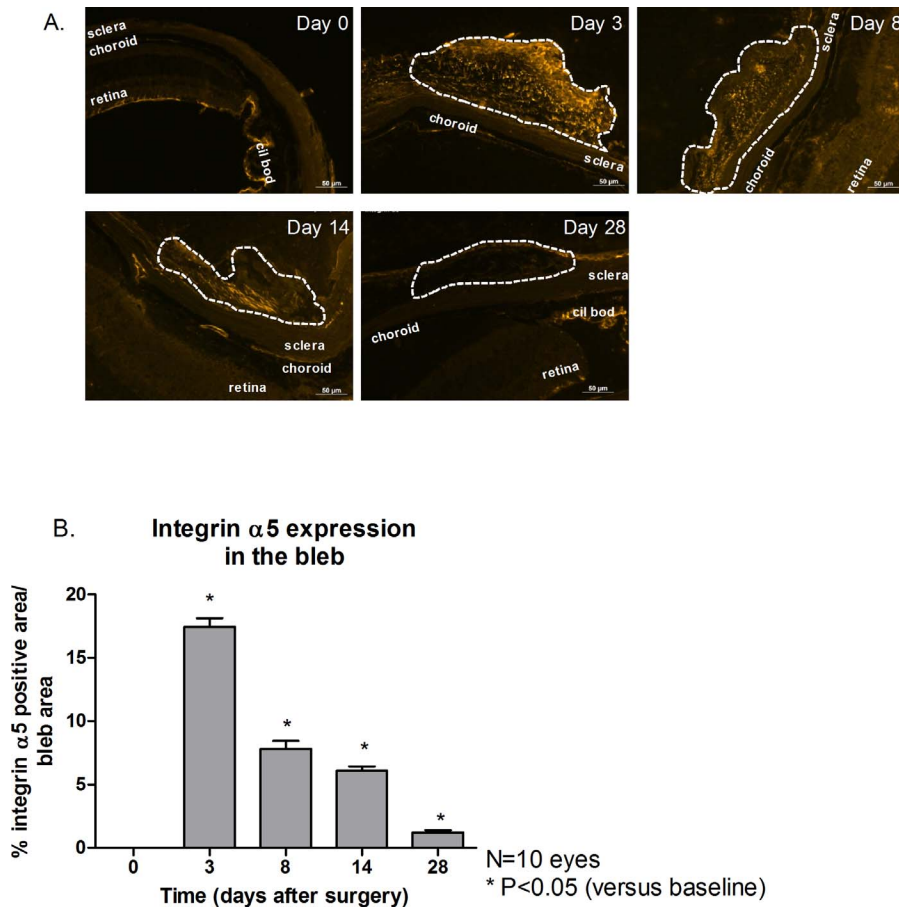 A.
Day 0
sclera
choroid
retina
cil bod
50 µm
Day 3
choroid
sclera
50 µm
Day 8
sclera
choroid
retina
50 µm
Day 14
sclera
choroid
retina
50 µm
Day 28
sclera
cil bod
choroid
retina
50 µm
B.
Integrin α5 expression
in the bleb
% integrin α5 positive area/
bleb area
20
15
10
5
0
*
*
*
*
0 3 8 14 28
Time (days after surgery)
N=10 eyes
* P<0.05 (versus baseline)